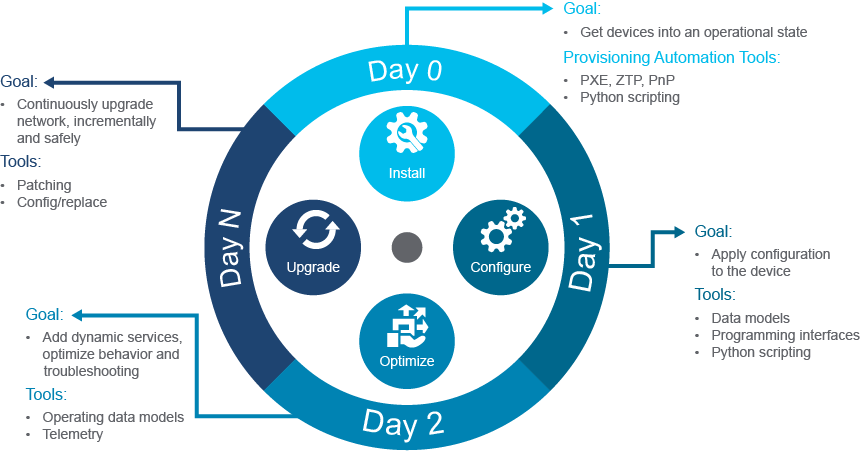 Goal:
• Get devices into an operational state
Provisioning Automation Tools:
• PXE, ZTP, PnP
• Python scripting
Day 0
Install
Goal:
• Continuously upgrade
network, incrementally
and safely
Tools:
• Patching
• Config/replace
Day N
Upgrade
Configure
Day 1
Goal:
• Apply configuration
to the device
Tools:
• Data models
• Programming interfaces
• Python scripting
Goal:
• Add dynamic services,
optimize behavior and
troubleshooting
Tools:
• Operating data models
• Telemetry
Optimize
Day 2